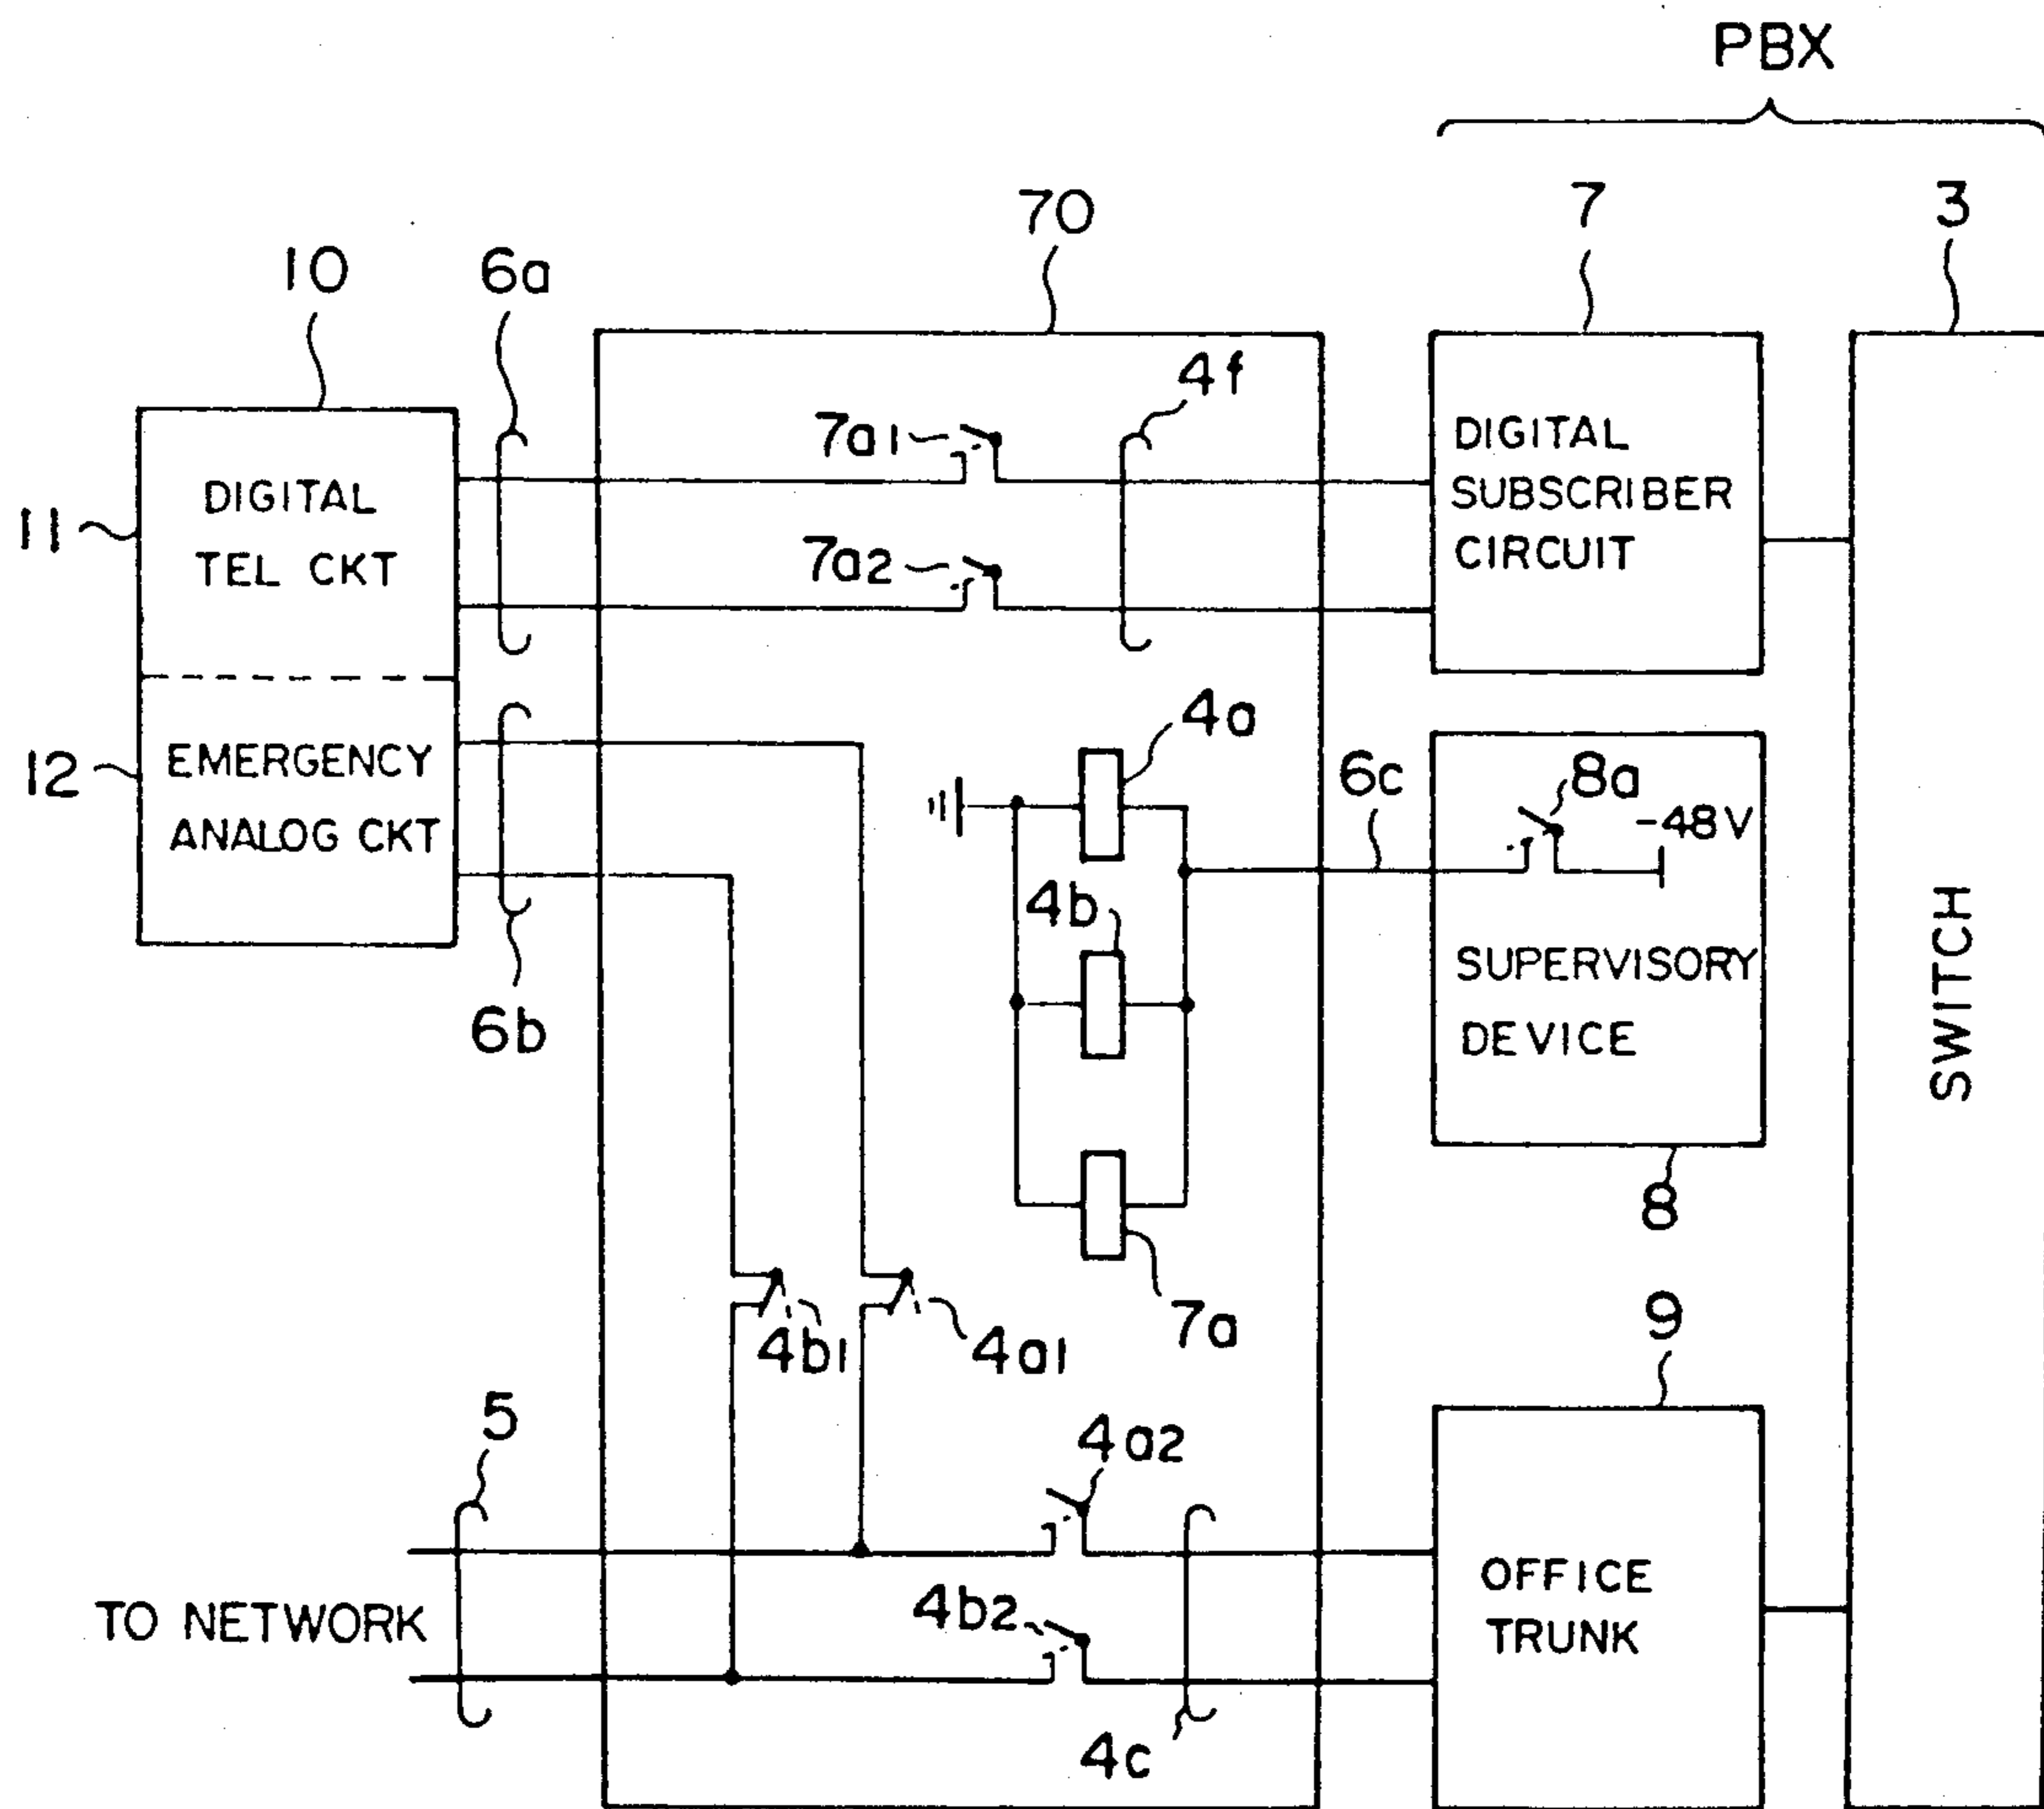 PBX
70
7
3
10
6a
4f
7a1
DIGITAL
SUBSCRIBER
CIRCUIT
11
DIGITAL
TEL CKT
7a2
4a
12
EMERGENCY
ANALOG CKT
6c
8a
-48V
4b
SUPERVISORY
DEVICE
SWITCH
6b
8
7a
9
4b1
4a1
5
4a2
TO NETWORK
4b2
OFFICE
TRUNK
4c